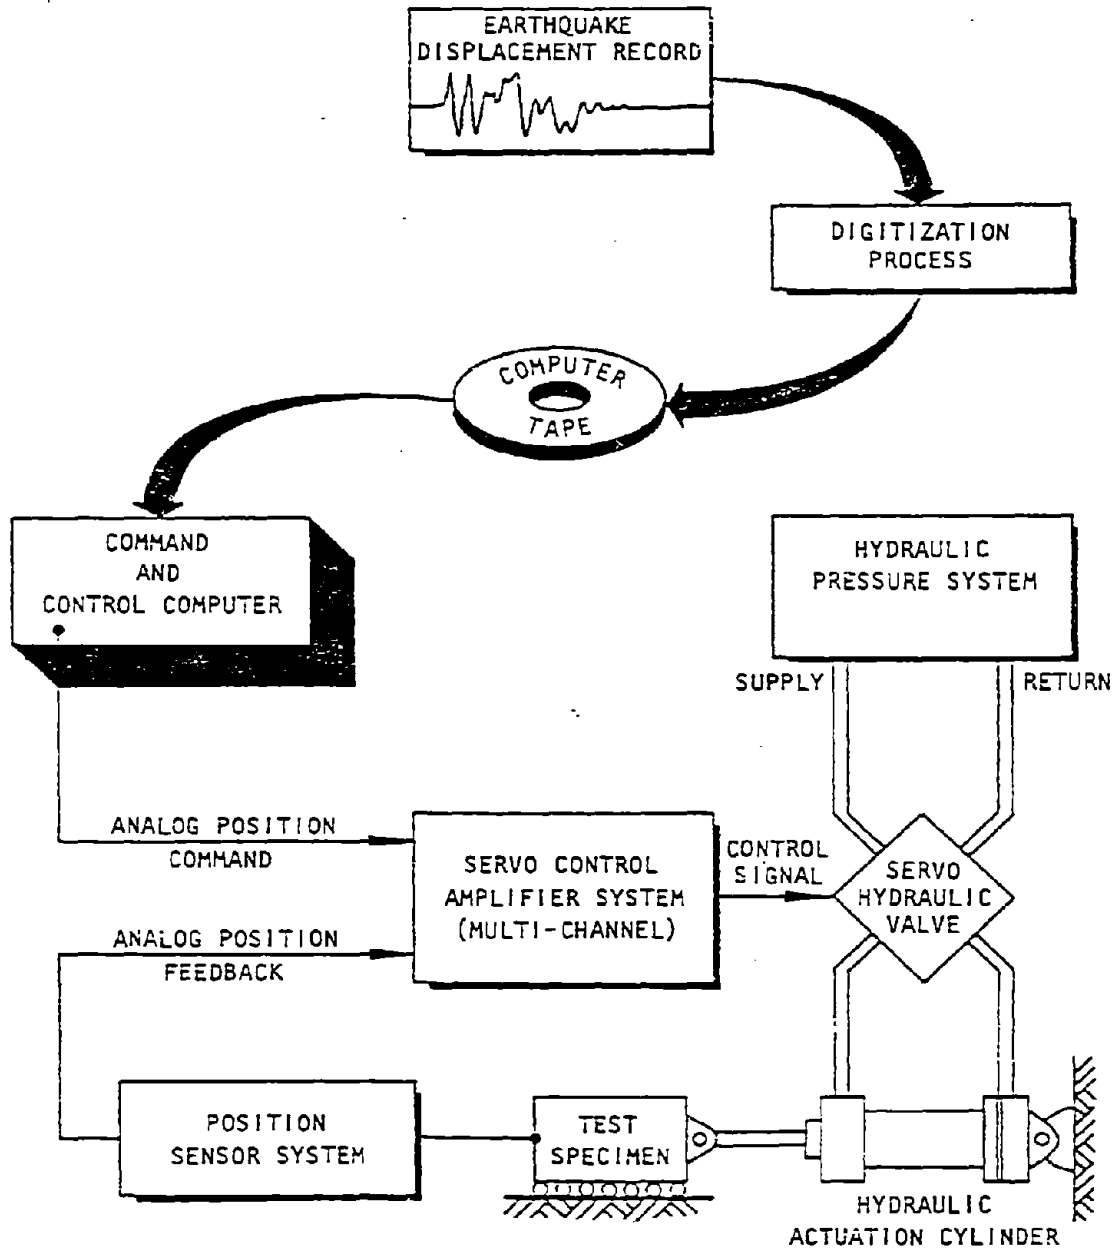 EARTHQUAKE
DISPLACEMENT RECORD
DIGITIZATION
PROCESS
COMPUTER
TAPE
COMMAND
AND
CONTROL COMPUTER
HYDRAULIC
PRESSURE SYSTEM
SUPPLY
RETURN
ANALOG POSITION
COMMAND
SERVO CONTROL
AMPLIFIER SYSTEM
(MULTI-CHANNEL)
CONTROL
SIGNAL
SERVO
HYDRAULIC
VALVE
ANALOG POSITION
FEEDBACK
POSITION
SENSOR SYSTEM
TEST
SPECIMEN
HYDRAULIC
ACTUATION CYLINDER